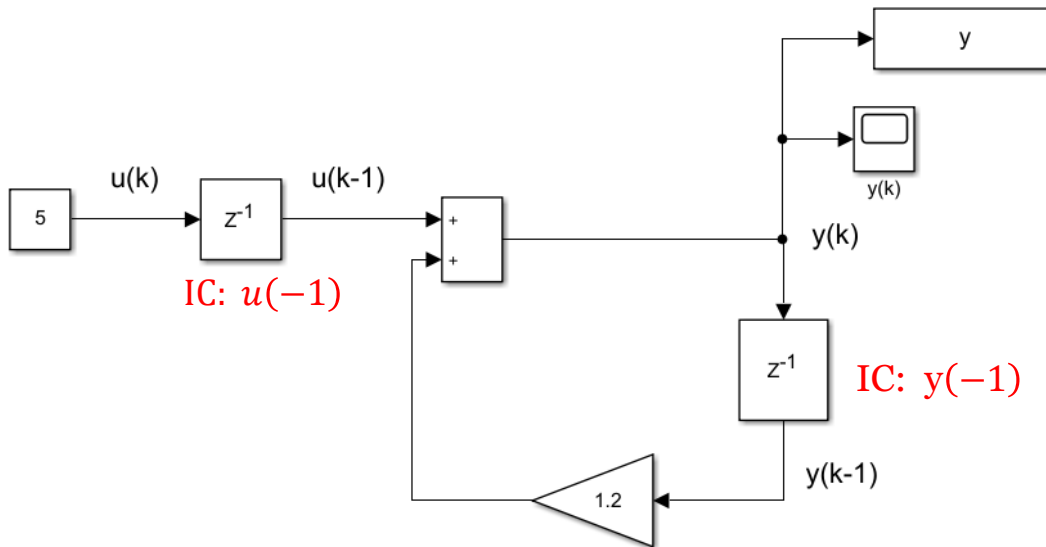 y
y(k)
u(k)
u(k-1)
5
z⁻¹
+
+
y(k)
IC: u(−1)
z⁻¹
IC: y(−1)
y(k-1)
1.2